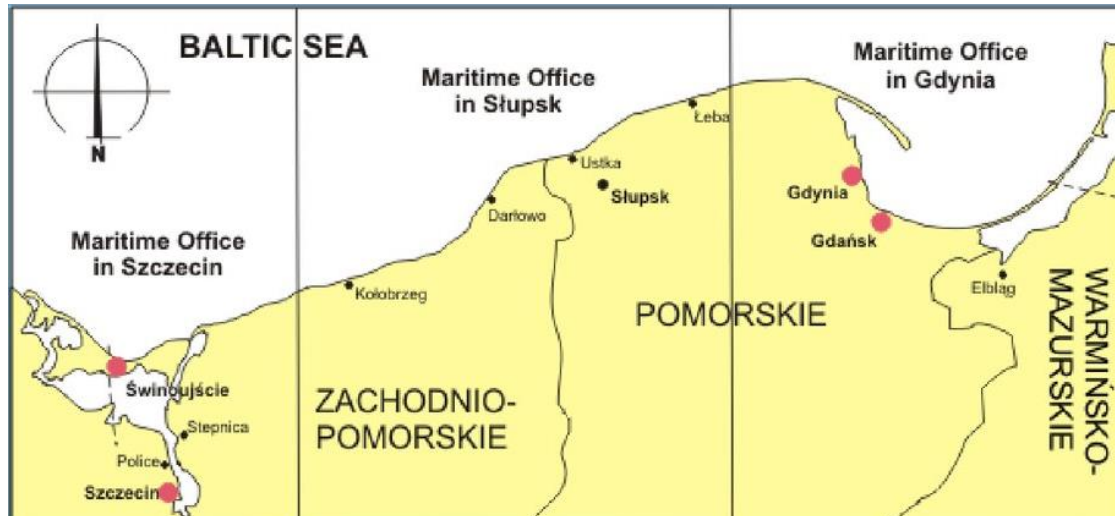 BALTIC SEA
Maritime Office
in Gdynia
Maritime Office
in Słupsk
Łeba
N
Ustka
Gdynia
Słupsk
Darłowo
Gdańsk
Maritime Office
in Szczecin
Elbląg
Kołobrzeg
POMORSKIE
WARMIŃSKO-
MAZURSKIE
Świnoujście
ZACHODNIO-
POMORSKIE
Stepnica
Police
Szczecin